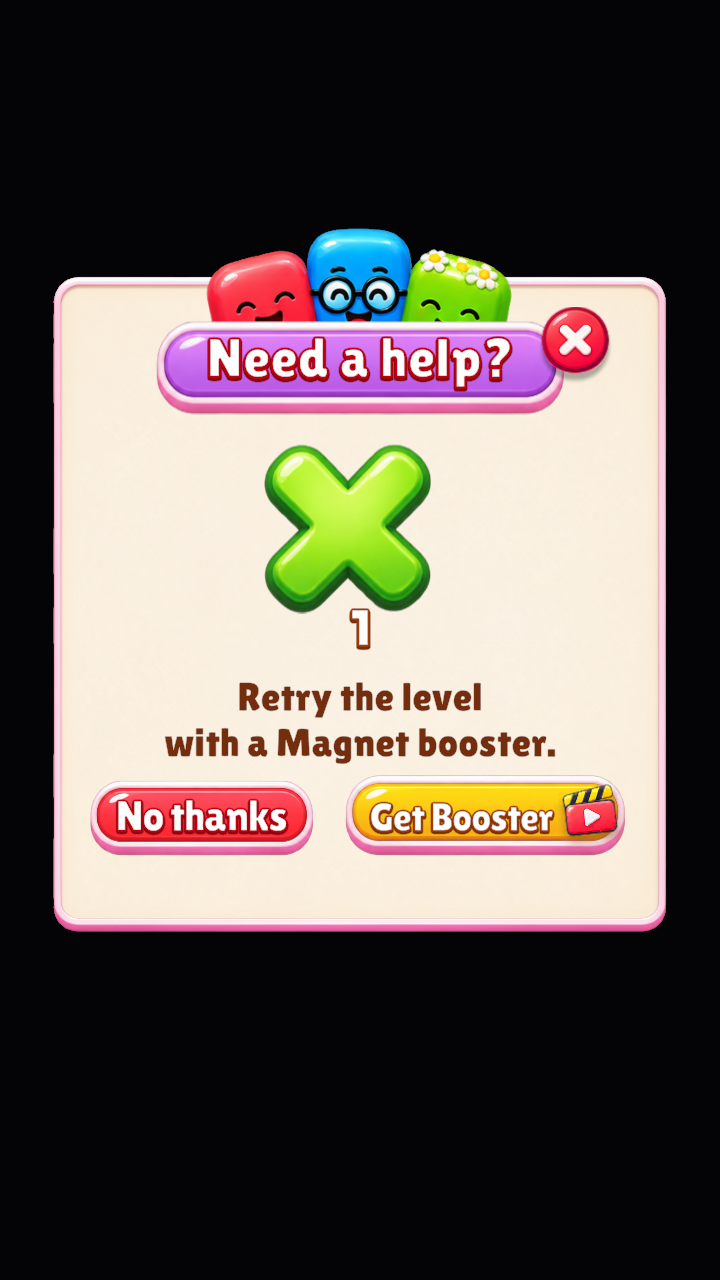 Need a help?
1
Retry the level
with a Magnet booster.
No thanks
Get Booster